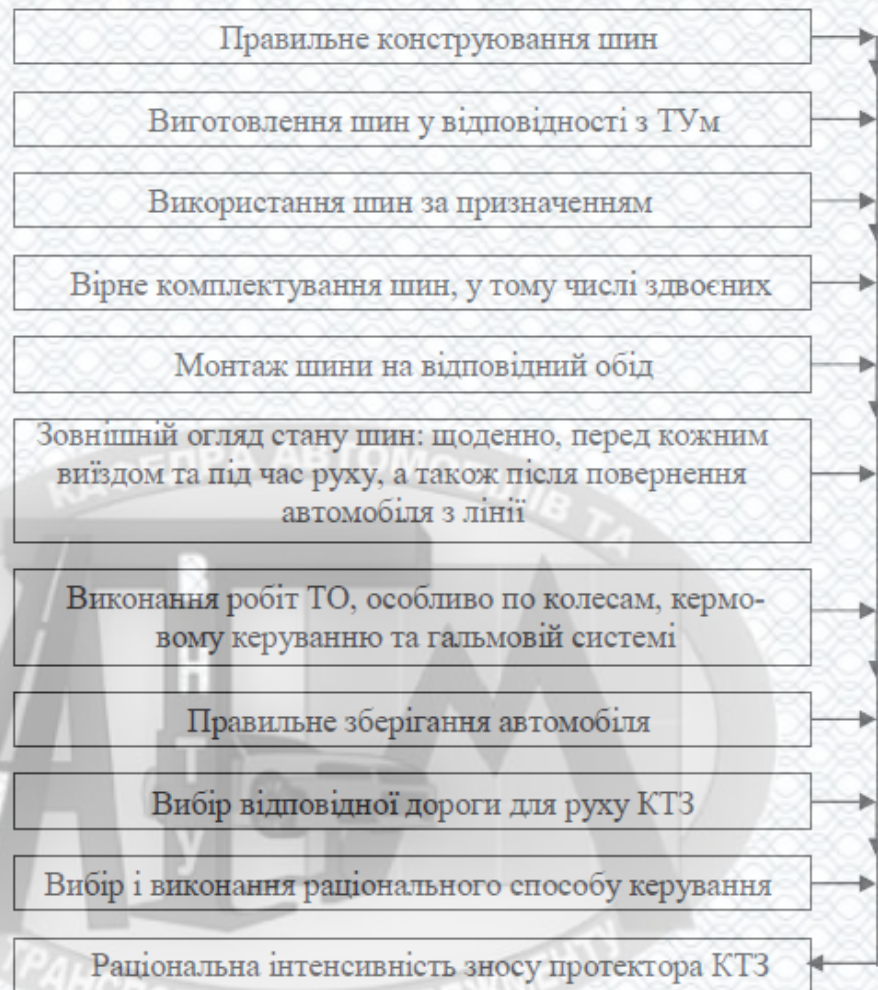 Правильне конструювання шин
Виготовлення шин у відповідності з ТУм
Використання шин за призначенням
Вірне комплектування шин, у тому числі здвоєних
Монтаж шини на відповідний обід
Зовнішній огляд стану шин: щоденно, перед кожним
виїздом та під час руху, а також після повернення
автомобіля з лінії
Виконання робіт ТО, особливо по колесам, кермо-
вому керуванню та гальмовій системі
Правильне зберігання автомобіля
Вибір відповідної дороги для руху КТЗ
Вибір і виконання раціонального способу керування
Раціональна інтенсивність зносу протектора КТЗ
КАФЕДРА
ТА
ВНТУ